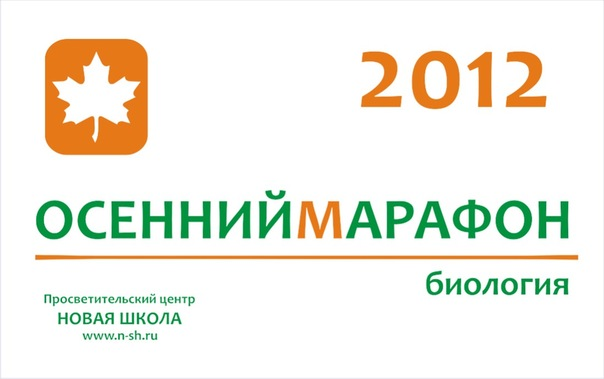 2012
ОСЕННИЙМАРАФОН
биология
Просветительский центр
НОВАЯ ШКОЛА
www.n-sh.ru